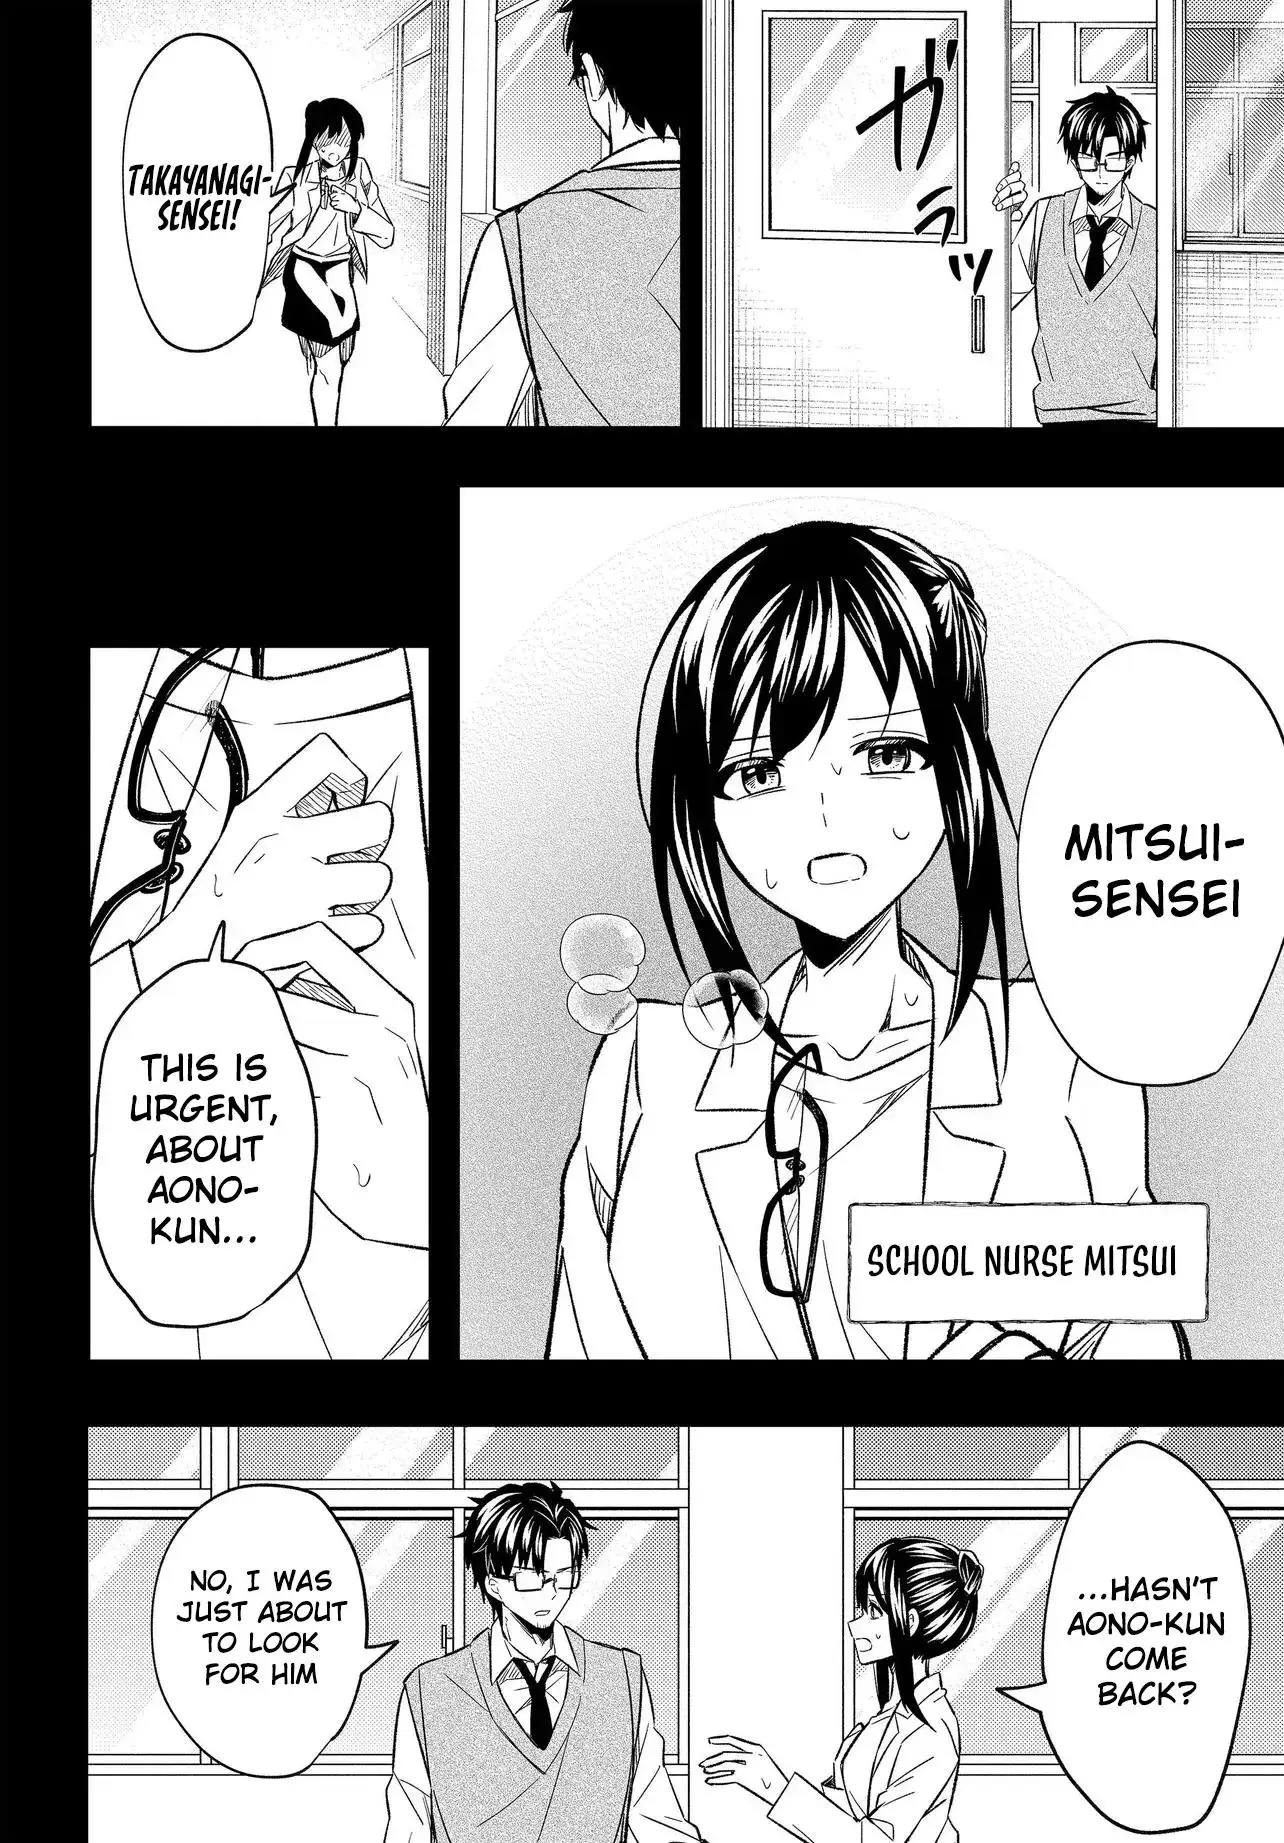 ガラッ
TAKAYANAGI-
SENSEI!
MITSUI-
SENSEI
SCHOOL NURSE MITSUI
THIS IS
URGENT,
ABOUT
AONO-
KUN...
...HASN'T
AONO-KUN
COME
BACK?
NO, I WAS
JUST ABOUT
TO LOOK
FOR HIM